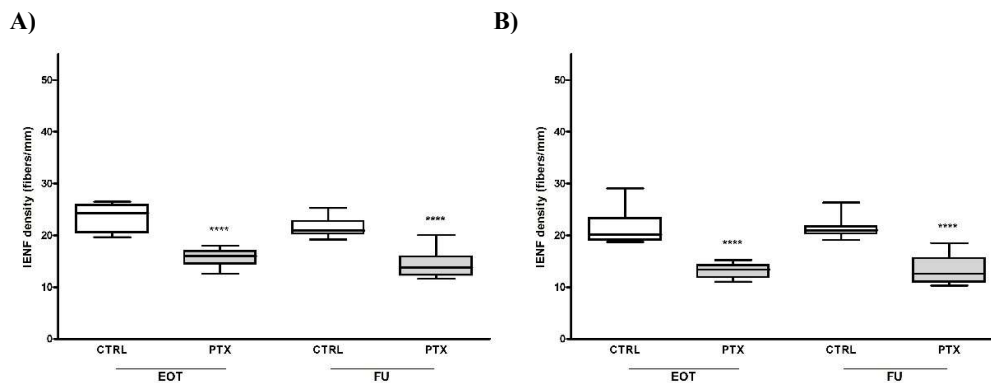 A)
IENF density (fibers/mm)
50
40
30
20
10
0
****
****
CTRL PTX CTRL PTX
EOT FU
B)
IENF density (fibers/mm)
50
40
30
20
10
0
****
****
CTRL PTX CTRL PTX
EOT FU